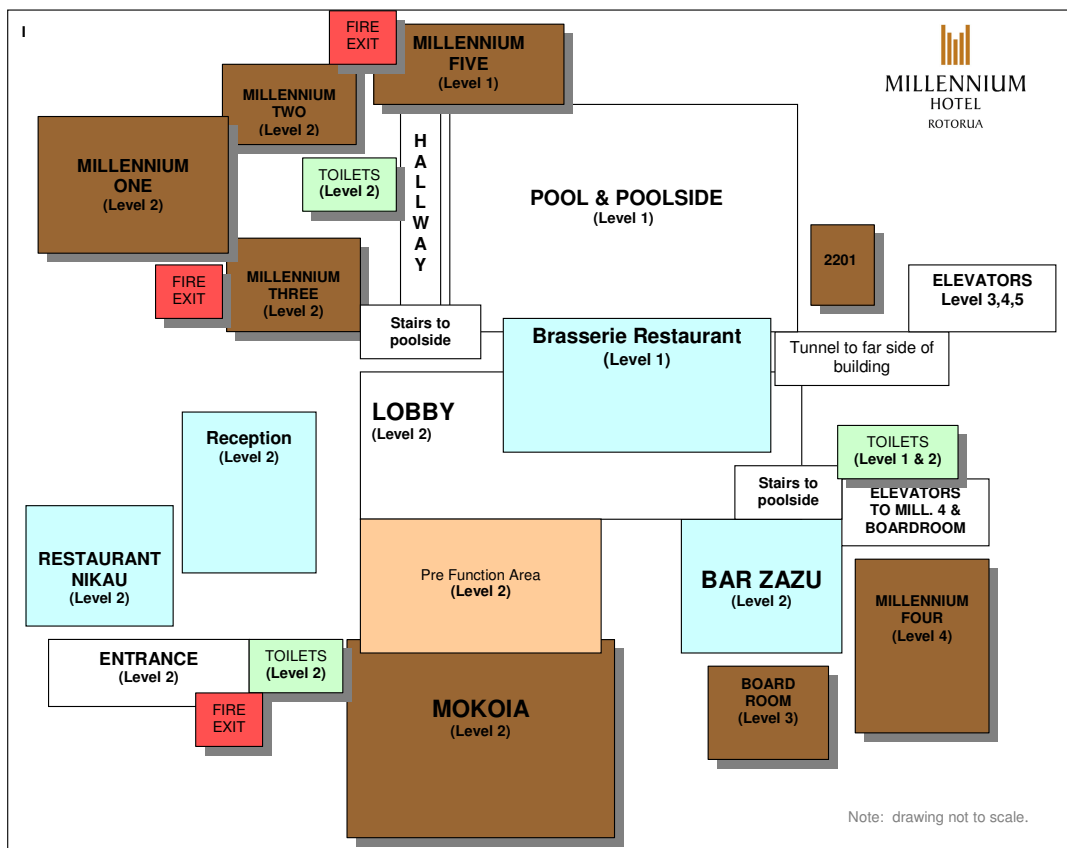 I
FIRE
EXIT
MILLENNIUM
FIVE
(Level 1)
MILLENNIUM
HOTEL
ROTORUA
MILLENNIUM
TWO
(Level 2)
MILLENNIUM
ONE
(Level 2)
TOILETS
(Level 2)
HALLWAY
POOL & POOLSIDE
(Level 1)
2201
FIRE
EXIT
MILLENNIUM
THREE
(Level 2)
ELEVATORS
Level 3,4,5
Stairs to
poolside
Brasserie Restaurant
(Level 1)
Tunnel to far side of
building
LOBBY
(Level 2)
Reception
(Level 2)
TOILETS
(Level 1 & 2)
Stairs to
poolside
ELEVATORS
TO MILL. 4 &
BOARDROOM
RESTAURANT
NIKAU
(Level 2)
Pre Function Area
(Level 2)
BAR ZAZU
(Level 2)
MILLENNIUM
FOUR
(Level 4)
ENTRANCE
(Level 2)
TOILETS
(Level 2)
FIRE
EXIT
MOKOIA
(Level 2)
BOARD
ROOM
(Level 3)
Note: drawing not to scale.